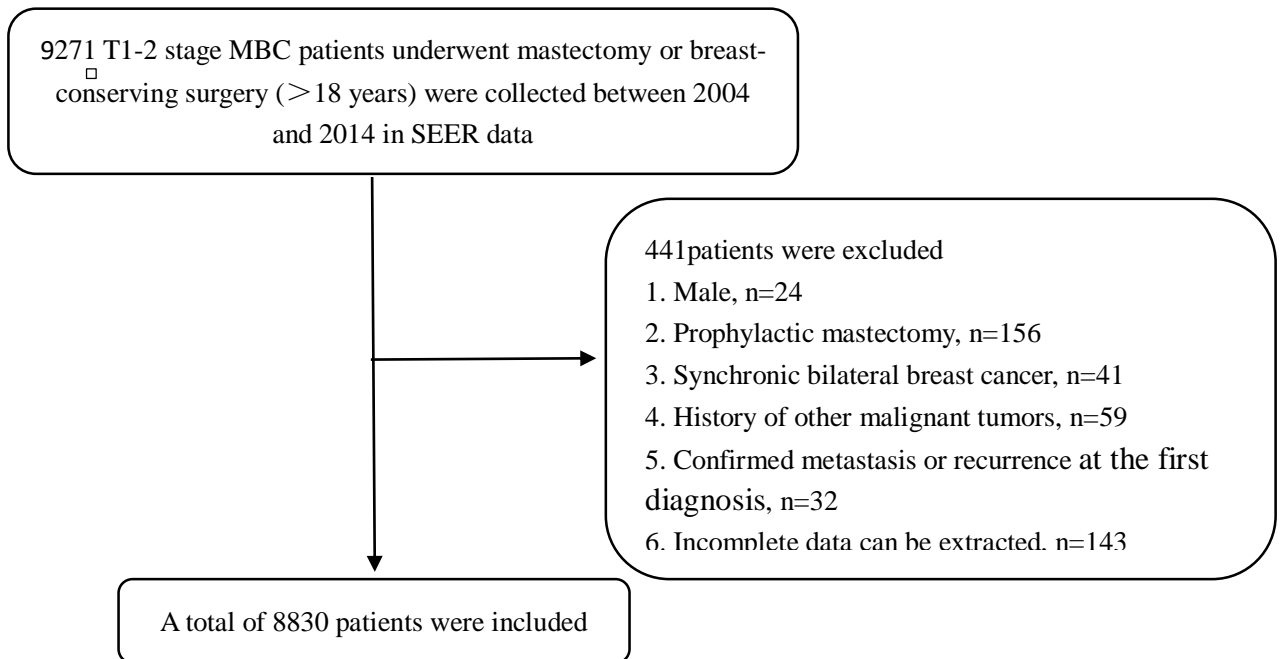 9271 T1-2 stage MBC patients underwent mastectomy or breast-
conserving surgery (＞18 years) were collected between 2004
and 2014 in SEER data
441patients were excluded
1. Male, n=24
2. Prophylactic mastectomy, n=156
3. Synchronic bilateral breast cancer, n=41
4. History of other malignant tumors, n=59
5. Confirmed metastasis or recurrence at the first
diagnosis, n=32
6. Incomplete data can be extracted, n=143
A total of 8830 patients were included